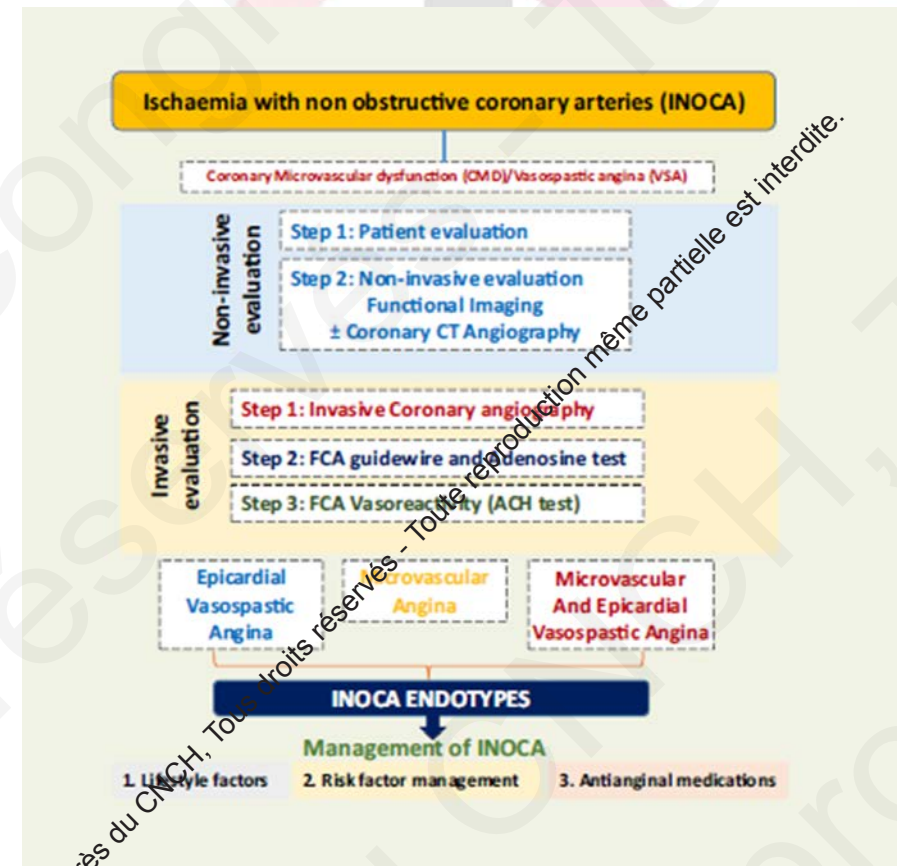 Ischaemia with non obstructive coronary arteries (INOCA)
Coronary Microvascular dysfunction (CMD)/Vasospastic angina (VSA)
Non-invasive
evaluation
Step 1: Patient evaluation
Step 2: Non-invasive evaluation
Functional Imaging
± Coronary CT Angiography
Invasive
evaluation
Step 1: Invasive Coronary angiography
Step 2: FCA guidewire and Adenosine test
Step 3: FCA Vasoreactivity (ACH test)
Epicardial
Vasospastic
Angina
Microvascular
Angina
Microvascular
And Epicardial
Vasospastic Angina
INOCA ENDOTYPES
Management of INOCA
1. Lifestyle factors
2. Risk factor management
3. Antianginal medications
du CNCH, Tous droits réservés - Toute reproduction même partielle est interdite.